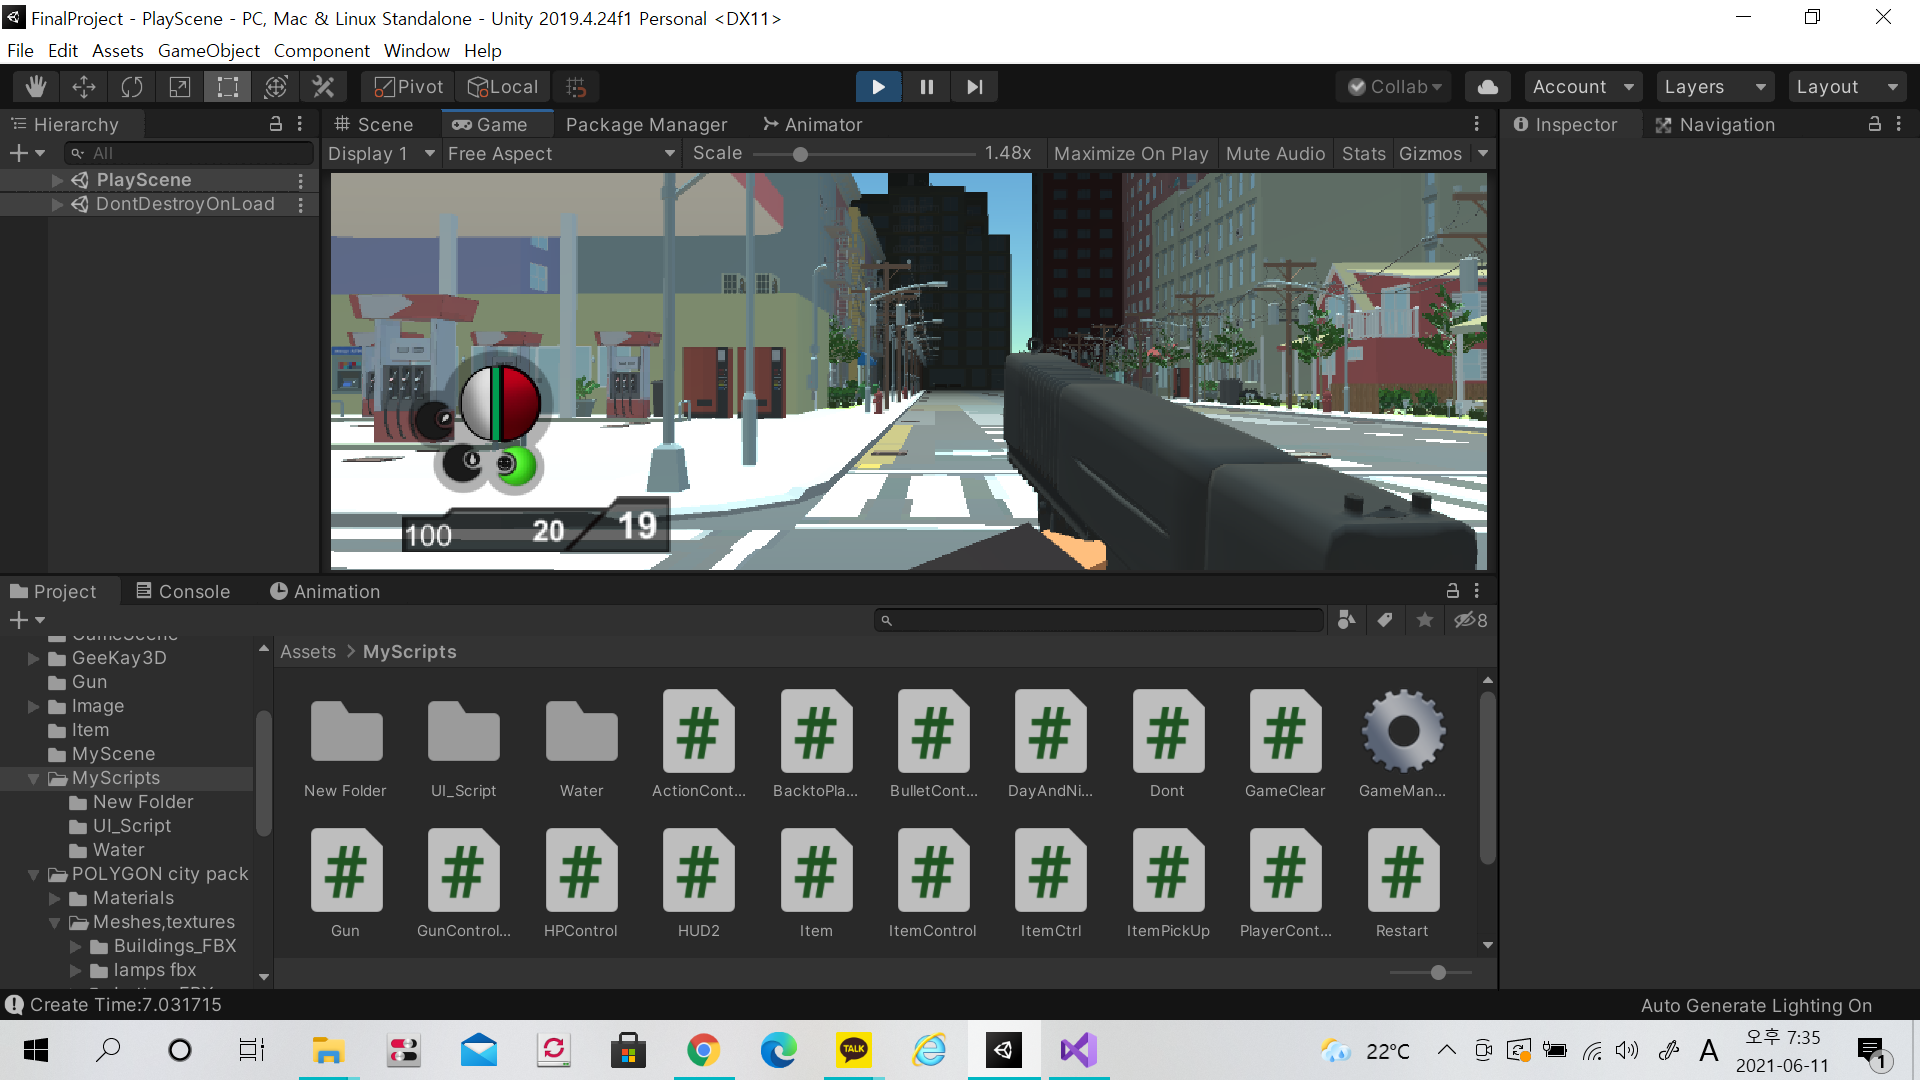 FinalProject - PlayScene - PC, Mac & Linux Standalone - Unity 2019.4.24f1 Personal <DX11>
File Edit Assets GameObject Component Window Help
Pivot Local Collab Account Layers Layout
Hierarchy Scene Game Package Manager Animator Inspector Navigation
All Display 1 Free Aspect Scale 1.48x Maximize On Play Mute Audio Stats Gizmos
PlayScene
DontDestroyOnLoad
100 20 19
Project Console Animation
8
GameScene
Assets > MyScripts
GeeKay3D
Gun
Image
Item
MyScene
MyScripts
New Folder
UI_Script
Water
POLYGON city pack
Materials
Meshes,textures
Buildings_FBX
lamps fbx
New Folder UI_Script Water ActionCont... BacktoPla... BulletCont... DayAndNi... Dont GameClear GameMan...
Gun GunControl... HPControl HUD2 Item ItemControl ItemCtrl ItemPickUp PlayerCont... Restart
Create Time:7.031715 Auto Generate Lighting On
TALK 22°C A 오후 7:35
2021-06-11 1